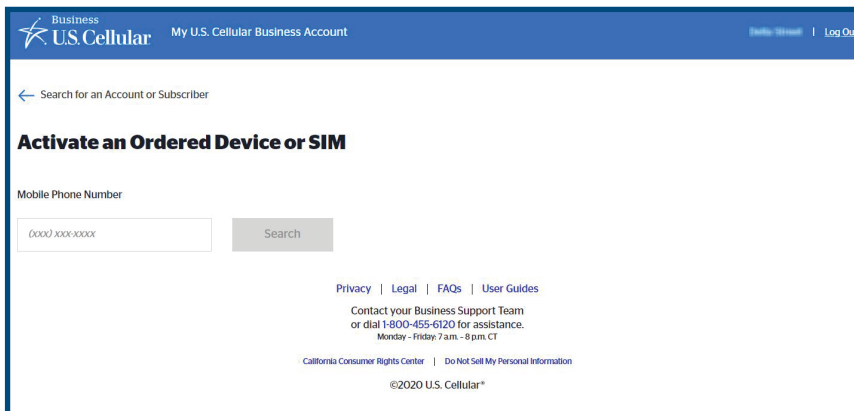 Business
U.S. Cellular
My U.S. Cellular Business Account
| Log Ou
← Search for an Account or Subscriber
Activate an Ordered Device or SIM
Mobile Phone Number
(xxx) xxx-xxxx
Search
Privacy | Legal | FAQs | User Guides
Contact your Business Support Team
or dial 1-800-455-6120 for assistance.
Monday – Friday: 7 a.m. – 8 p.m. CT
California Consumer Rights Center | Do Not Sell My Personal Information
©2020 U.S. Cellular®